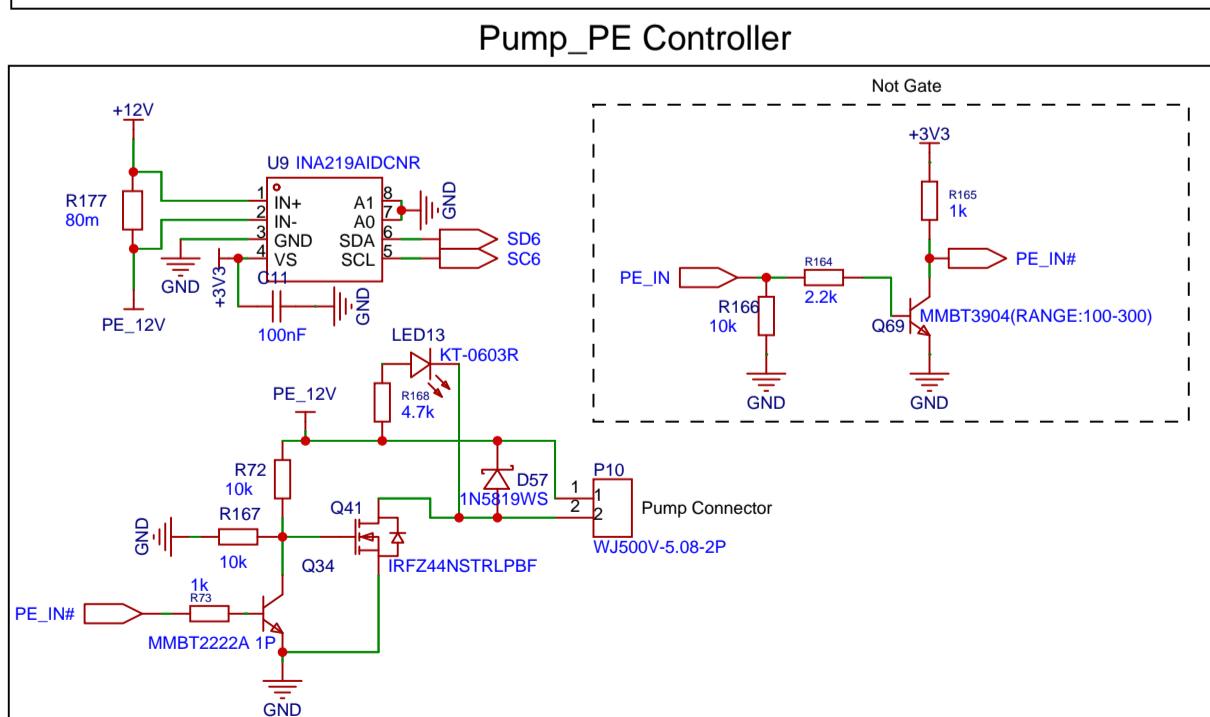 Pump_PE Controller
Not Gate
+12V
U9 INA219AIDCNR
R177
80m
1 IN+ A1 8
2 IN- A0 7
3 GND SDA 6
4 VS SCL 5
GND
SD6
SC6
GND
+3V3
C11
100nF
GND
PE_12V
+3V3
R165
1k
PE_IN#
PE_IN
R164
2.2k
R166
10k
Q69
MMBT3904(RANGE:100-300)
GND
GND
LED13
KT-0603R
R168
4.7k
PE_12V
R72
10k
D57
1N5819WS
P10
1 1
2 2
Pump Connector
WJ500V-5.08-2P
R167
10k
GND
Q41
IRFZ44NSTRLPBF
Q34
1k
R73
PE_IN#
MMBT2222A 1P
GND